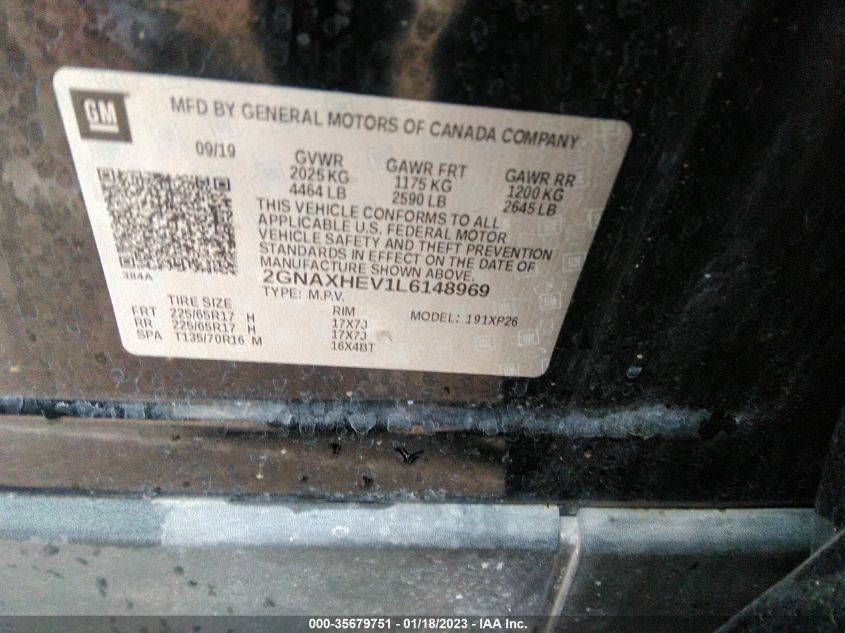 GM
MFD BY GENERAL MOTORS OF CANADA COMPANY
09/19
GVWR GAWR FRT GAWR RR
2025 KG 1175 KG 1200 KG
4464 LB 2590 LB 2645 LB
THIS VEHICLE CONFORMS TO ALL
APPLICABLE U.S. FEDERAL MOTOR
VEHICLE SAFETY AND THEFT PREVENTION
STANDARDS IN EFFECT ON THE DATE OF
MANUFACTURE SHOWN ABOVE.
384A
2GNAXHEV1L6148969
TYPE: M.P.V.
MODEL: 191XP26
TIRE SIZE RIM
FRT 225/65R17 H 17X7J
RR 225/65R17 H 17X7J
SPA T135/70R16 M 16X4BT
000-35679751 / 01/18/2023 - IAA Inc.